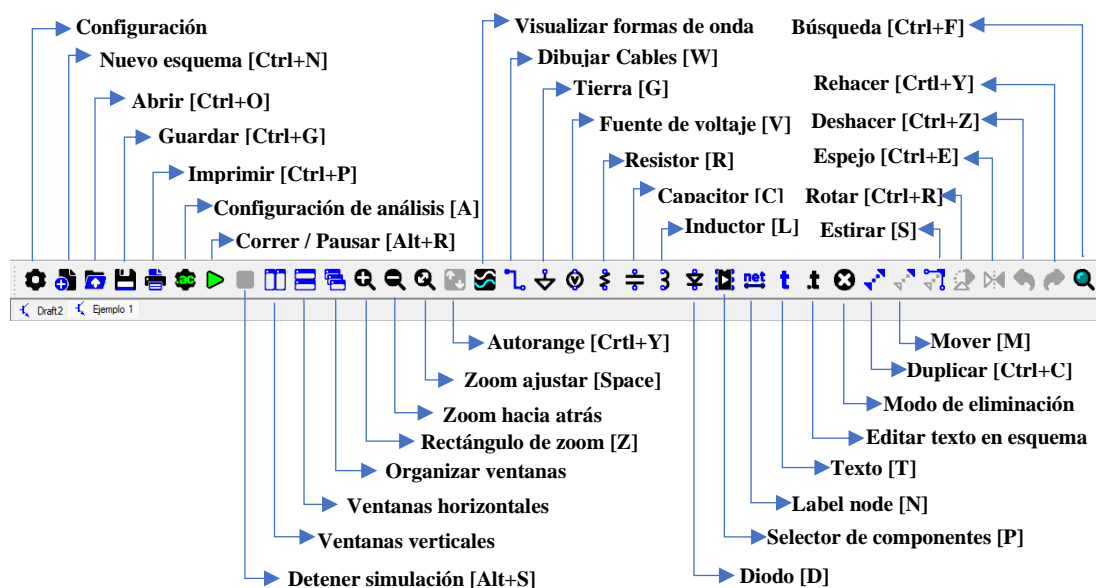 Configuración
Visualizar formas de onda
Búsqueda [Ctrl+F]
Nuevo esquema [Ctrl+N]
Dibujar Cables [W]
Abrir [Ctrl+O]
Tierra [G]
Rehacer [Crtl+Y]
Guardar [Ctrl+G]
Fuente de voltaje [V]
Deshacer [Ctrl+Z]
Imprimir [Ctrl+P]
Resistor [R]
Espejo [Ctrl+E]
Configuración de análisis [A]
Capacitor [C]
Rotar [Ctrl+R]
Correr / Pausar [Alt+R]
Inductor [L]
Estirar [S]
net
t
.t
Draft2
Ejemplo 1
Autorange [Crtl+Y]
Mover [M]
Zoom ajustar [Space]
Duplicar [Ctrl+C]
Zoom hacia atrás
Modo de eliminación
Rectángulo de zoom [Z]
Editar texto en esquema
Organizar ventanas
Texto [T]
Ventanas horizontales
Label node [N]
Ventanas verticales
Selector de componentes [P]
Detener simulación [Alt+S]
Diodo [D]